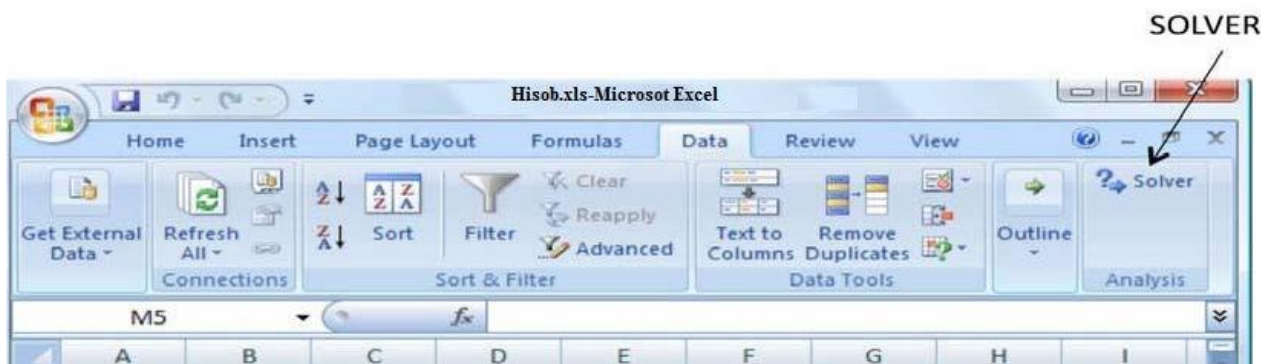 SOLVER
Hisob.xls-Microsot Excel
Home Insert Page Layout Formulas Data Review View
Get External Data
Refresh All
Connections
Sort
Filter
Clear
Reapply
Advanced
Sort & Filter
Text to Columns
Remove Duplicates
Data Tools
Outline
Solver
Analysis
M5 fx
A B C D E F G H I